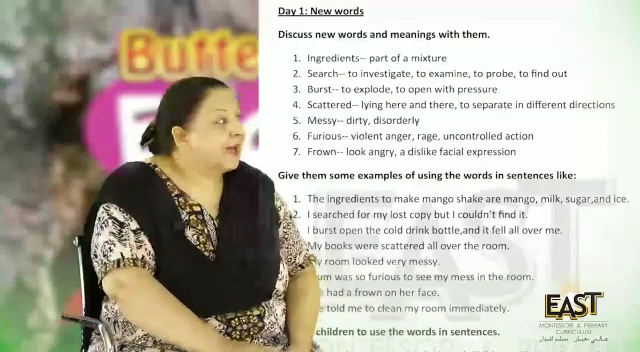 Butte
Day 1: New words
Discuss new words and meanings with them.
1. Ingredients-- part of a mixture
2. Search-- to investigate, to examine, to probe, to find out
3. Burst-- to explode, to open with pressure
4. Scattered-- lying here and there, to separate in different directions
5. Messy-- dirty, disorderly
6. Furious-- violent anger, rage, uncontrolled action
7. Frown-- look angry, a dislike facial expression
Give them some examples of using the words in sentences like:
1. The ingredients to make mango shake are mango, milk, sugar,and ice.
2. I searched for my lost copy but I couldn't find it.
I burst open the cold drink bottle,and it fell all over me.
My books were scattered all over the room.
room looked very messy.
was so furious to see my mess in the room.
had a frown on her face.
told me to clean my room immediately.
children to use the words in sentences.
EAST
MONTESSORI & PRIMARY
CURRICULUM